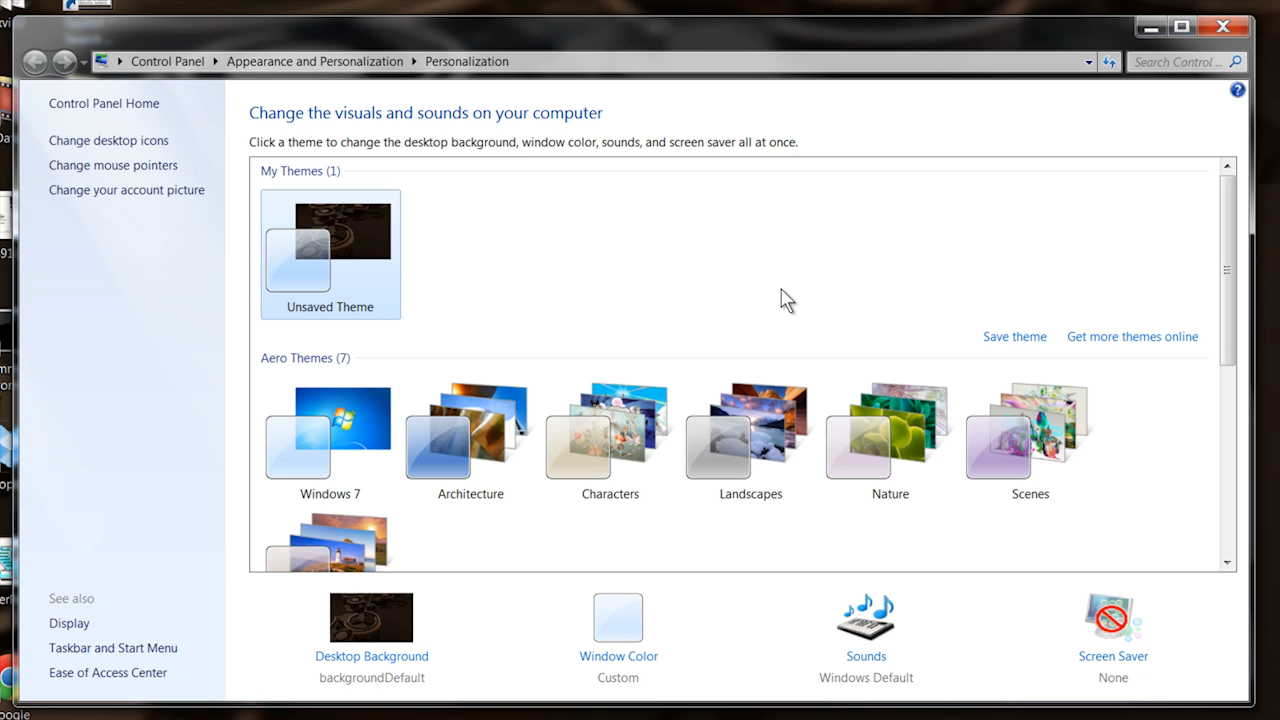 Control Panel Appearance and Personalization Personalization
Search Control ...
Control Panel Home
Change desktop icons
Change mouse pointers
Change your account picture
See also
Display
Taskbar and Start Menu
Ease of Access Center
Change the visuals and sounds on your computer
Click a theme to change the desktop background, window color, sounds, and screen saver all at once.
My Themes (1)
Unsaved Theme
Save theme Get more themes online
Aero Themes (7)
Windows 7 Architecture Characters Landscapes Nature Scenes
Desktop Background Window Color Sounds Screen Saver
backgroundDefault Custom Windows Default None